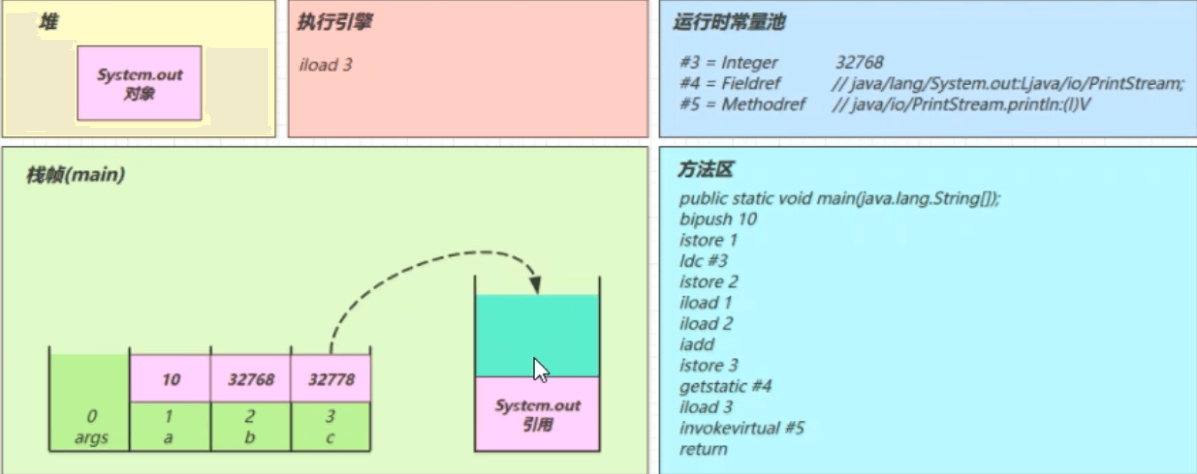 堆
System.out
对象
执行引擎
iload 3
运行时常量池
#3 = Integer 32768
#4 = Fieldref // java/lang/System.out:Ljava/io/PrintStream;
#5 = Methodref // java/io/PrintStream.println:(I)V
栈帧(main)
10 32768 32778
0 1 2 3
args a b c
System.out
引用
方法区
public static void main(java.lang.String[]);
bipush 10
istore 1
ldc #3
istore 2
iload 1
iload 2
iadd
istore 3
getstatic #4
iload 3
invokevirtual #5
return